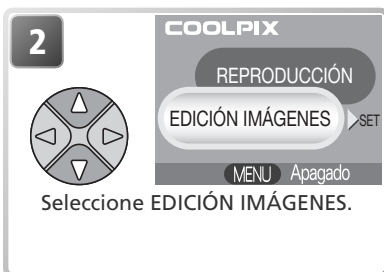 2
COOLPIX
REPRODUCCIÓN
EDICIÓN IMÁGENES
SET
MENU Apagado
Seleccione EDICIÓN IMÁGENES.